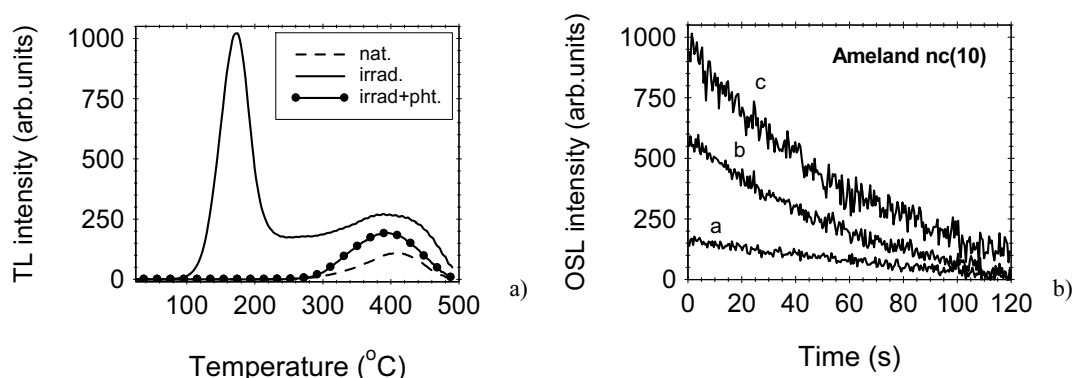 TL intensity (arb.units)
1000
750
500
250
0
nat.
irrad.
irrad+pht.
100 200 300 400 500
Temperature (°C)
a)
OSL intensity (arb.units)
1000
750
500
250
0
Ameland nc(10)
c
b
a
0 20 40 60 80 100 120
Time (s)
b)